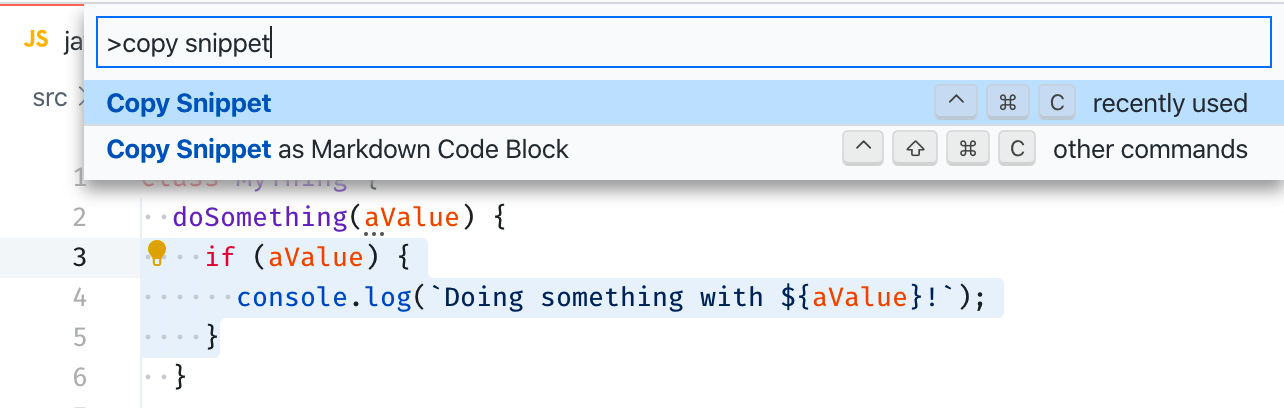 JS ja
>copy snippet
src >
Copy Snippet ^ ⌘ C recently used
Copy Snippet as Markdown Code Block ^ ⇧ ⌘ C other commands
1 class MyThing {
2 ··doSomething(aValue) {
3 ····if (aValue) {
4 ······console.log(`Doing something with ${aValue}!`);
5 ····}
6 ··}